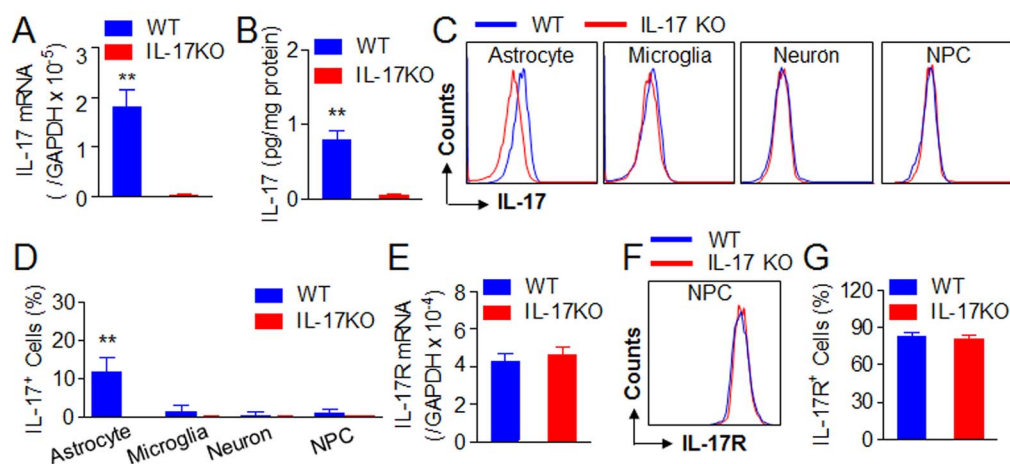 A
WT
IL-17KO
IL-17 mRNA
(/GAPDH x 10⁻⁵)
3
2
1
0
**
B
WT
IL-17KO
IL-17 (pg/mg protein)
2
1
0
**
C
WT
IL-17 KO
Astrocyte
Microglia
Neuron
NPC
Counts
IL-17
D
WT
IL-17KO
IL-17⁺ Cells (%)
30
20
10
0
**
Astrocyte
Microglia
Neuron
NPC
E
WT
IL-17KO
IL-17R mRNA
(/GAPDH x 10⁻⁴)
8
6
4
2
0
F
WT
IL-17 KO
NPC
Counts
IL-17R
G
WT
IL-17KO
IL-17R⁺ Cells (%)
120
90
60
30
0